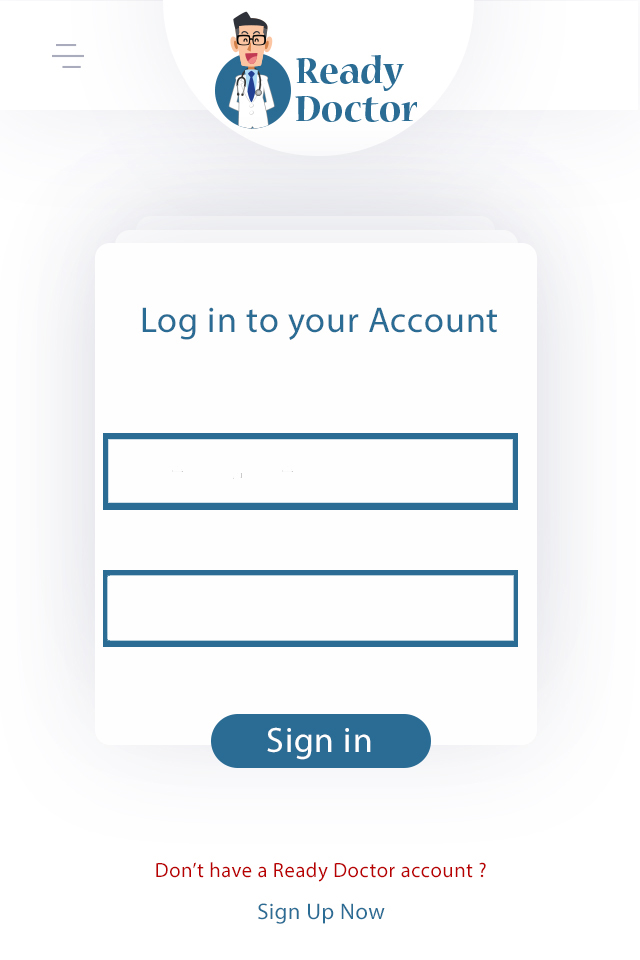 Ready
Doctor
Log in to your Account
Sign in
Don't have a Ready Doctor account ?
Sign Up Now